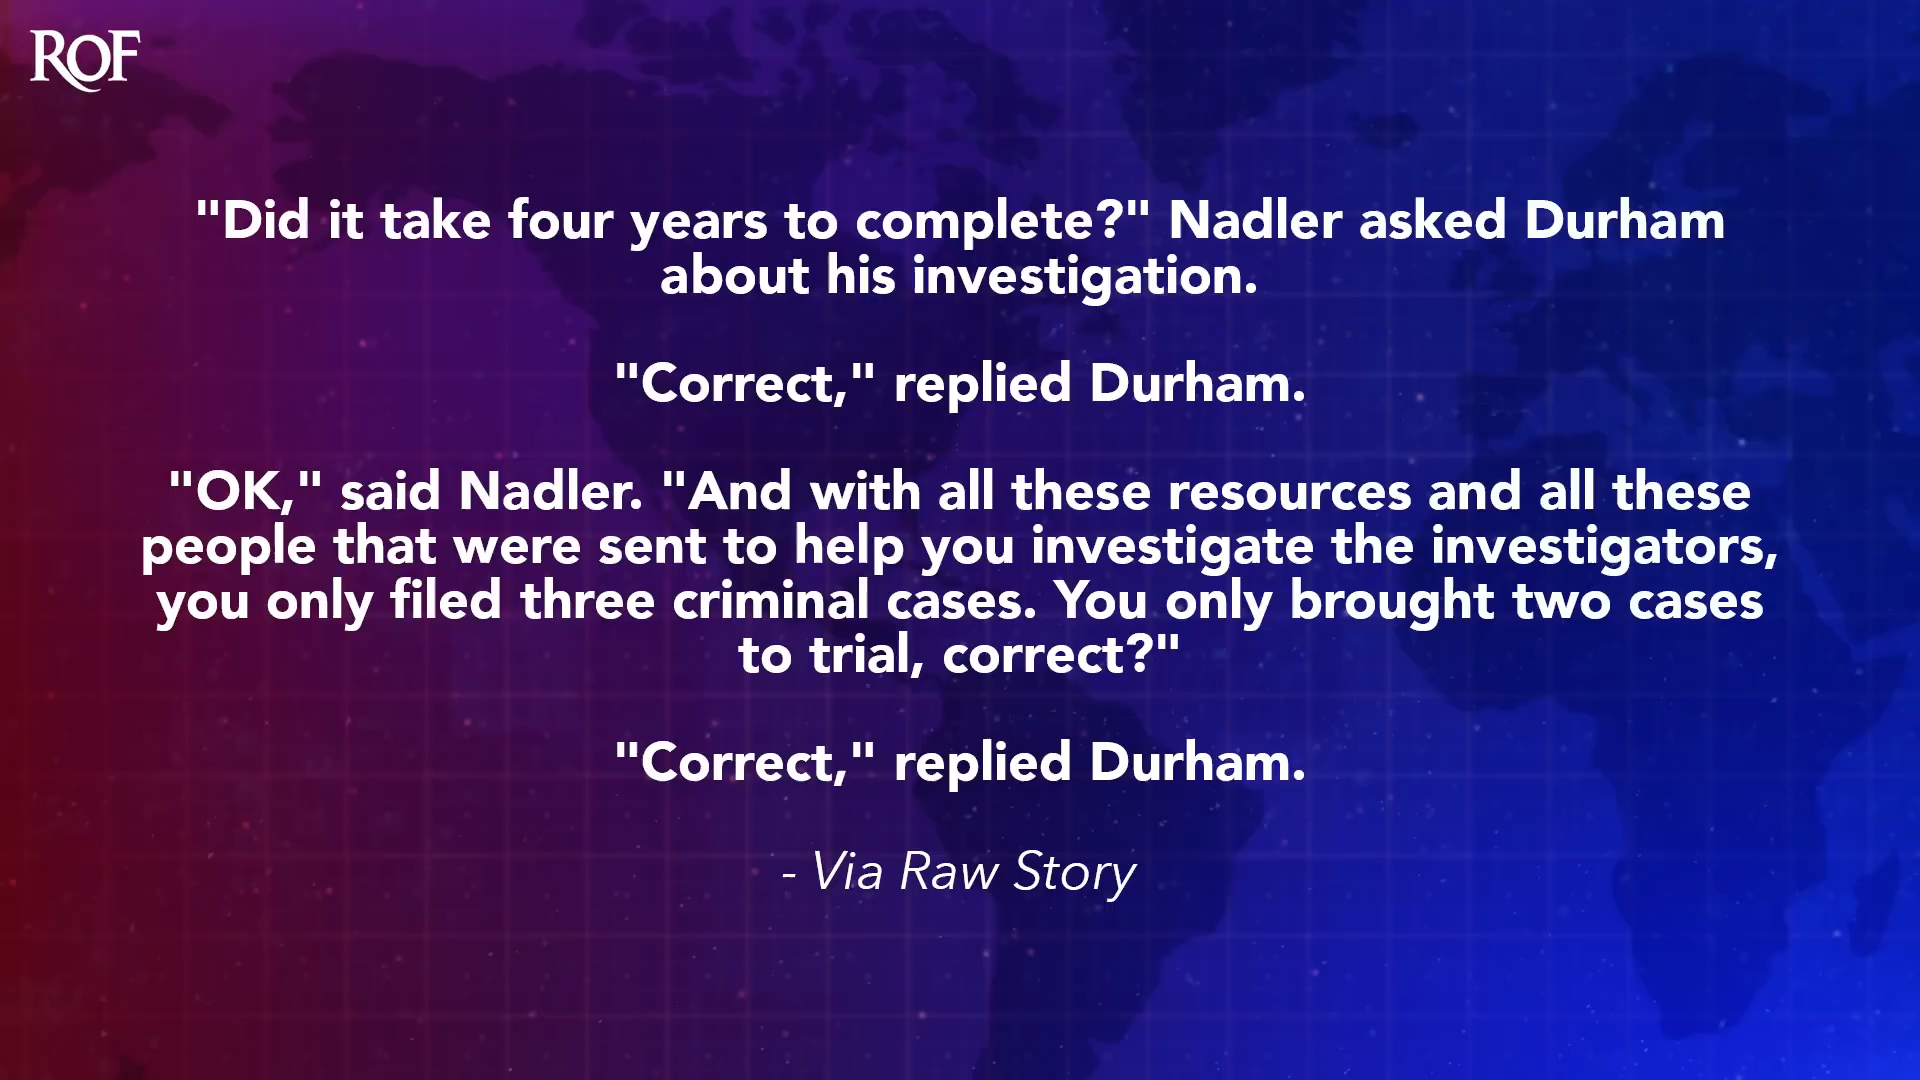 ROF
"Did it take four years to complete?" Nadler asked Durham
about his investigation.
"Correct," replied Durham.
"OK," said Nadler. "And with all these resources and all these
people that were sent to help you investigate the investigators,
you only filed three criminal cases. You only brought two cases
to trial, correct?"
"Correct," replied Durham.
- Via Raw Story